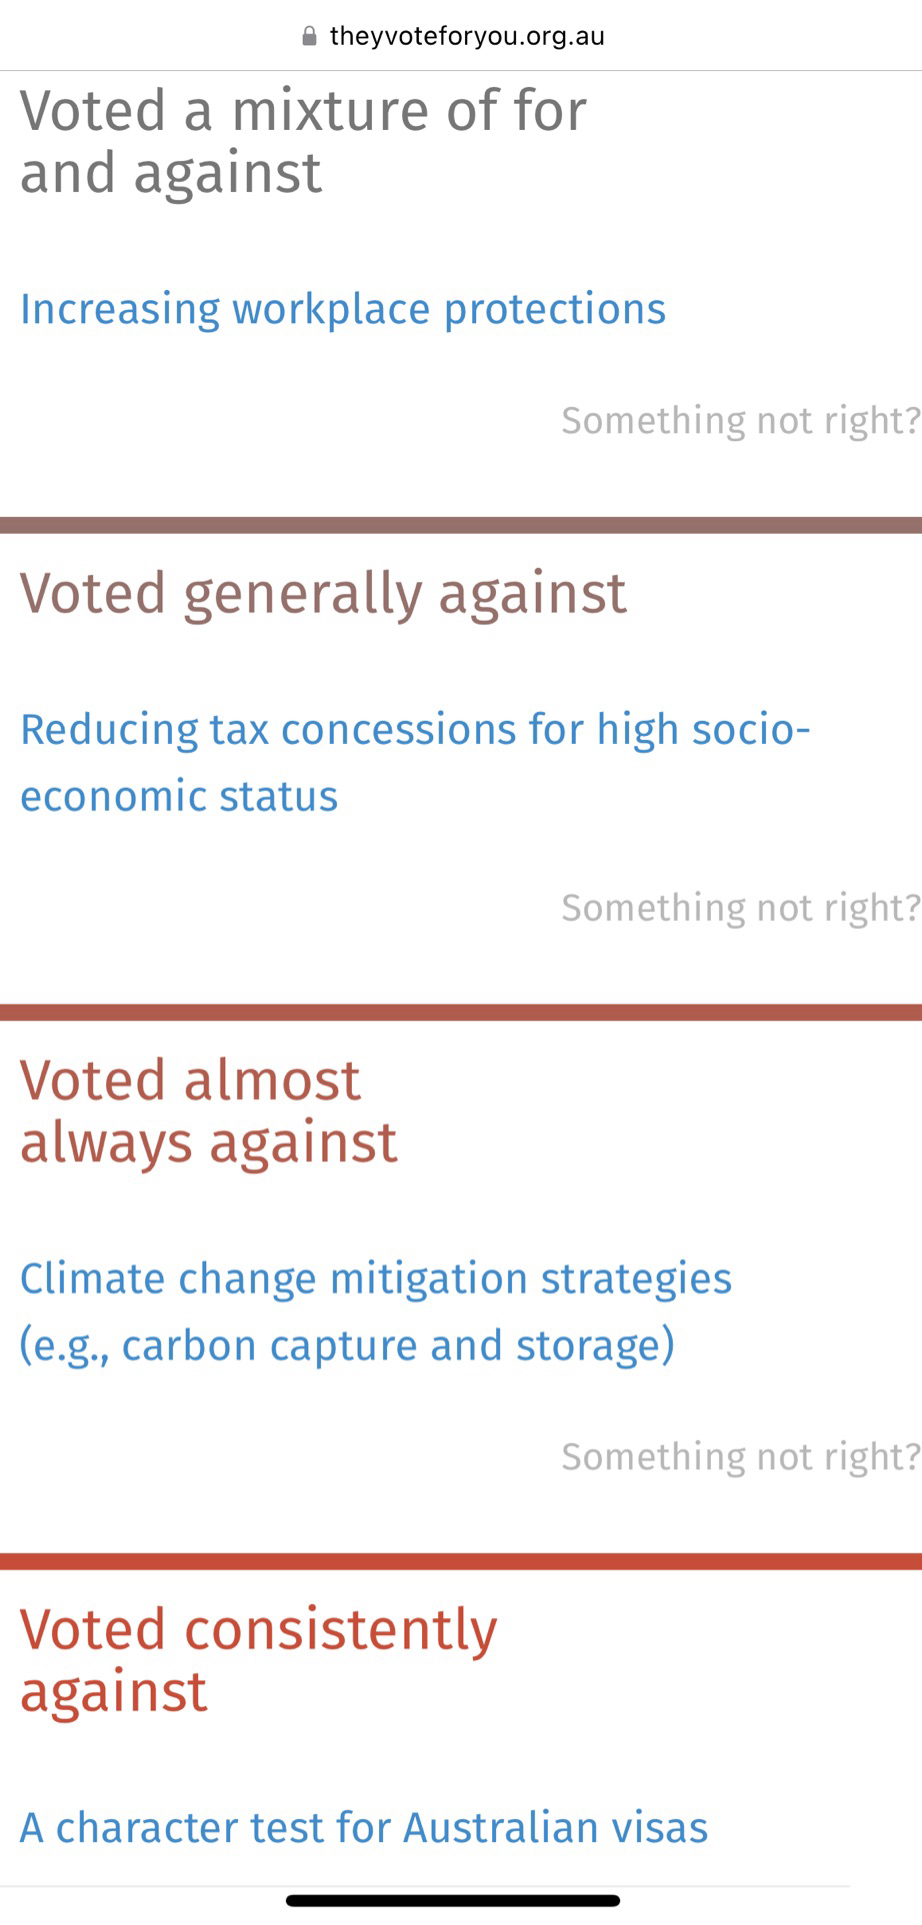 theyvoteforyou.org.au
Voted a mixture of for
and against
Increasing workplace protections
Something not right?
Voted generally against
Reducing tax concessions for high socio-
economic status
Something not right?
Voted almost
always against
Climate change mitigation strategies
(e.g., carbon capture and storage)
Something not right?
Voted consistently
against
A character test for Australian visas